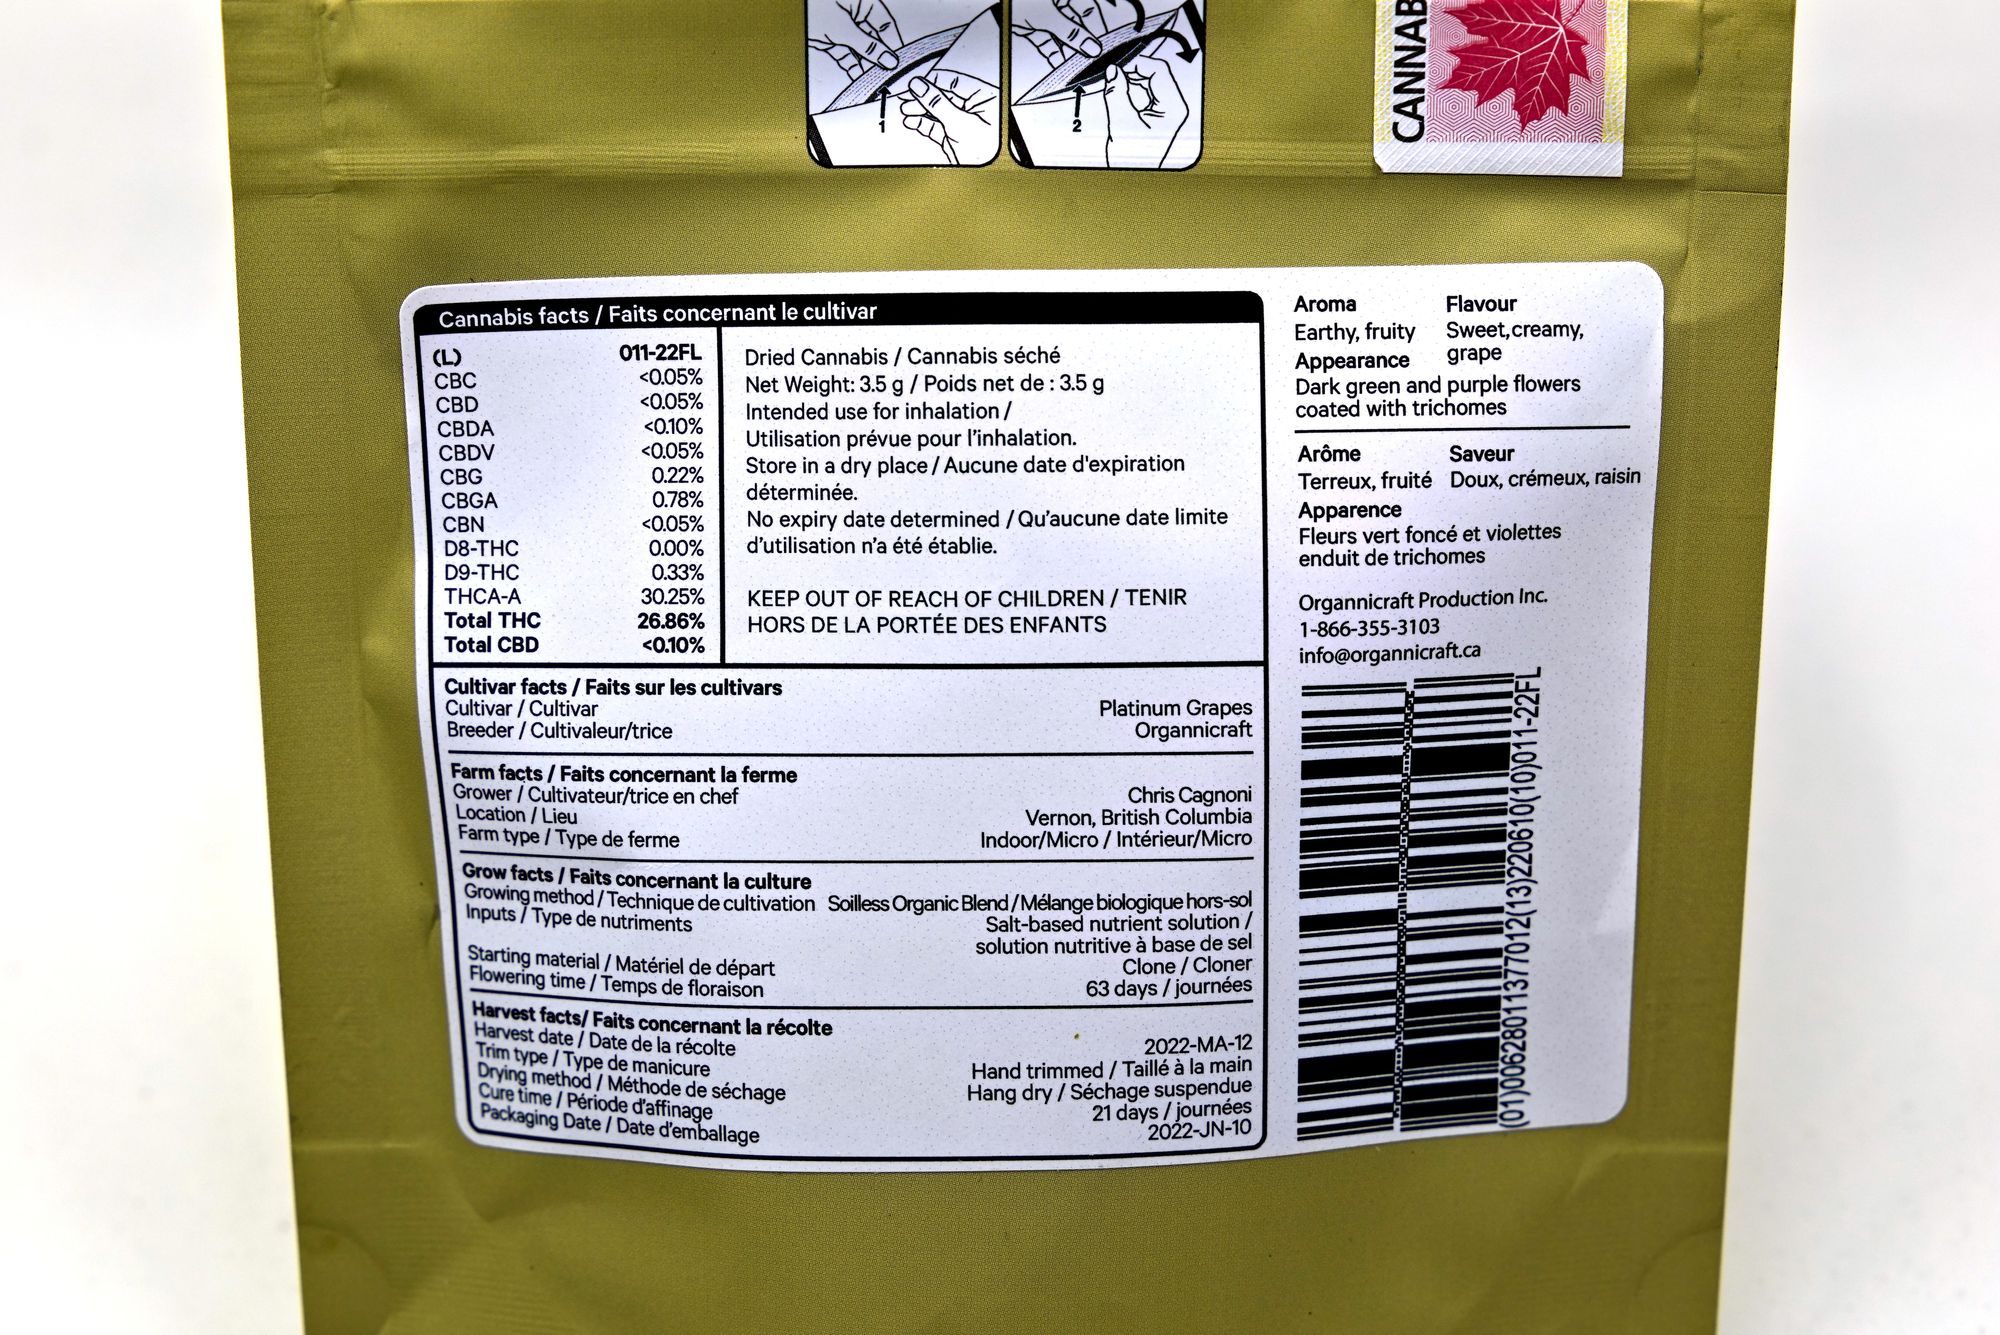 1
2
CANNAB
Cannabis facts / Faits concernant le cultivar
(L) 011-22FL
CBC <0.05%
CBD <0.05%
CBDA <0.10%
CBDV <0.05%
CBG 0.22%
CBGA 0.78%
CBN <0.05%
D8-THC 0.00%
D9-THC 0.33%
THCA-A 30.25%
Total THC 26.86%
Total CBD <0.10%
Dried Cannabis / Cannabis séché
Net Weight: 3.5 g / Poids net de : 3.5 g
Intended use for inhalation /
Utilisation prévue pour l'inhalation.
Store in a dry place / Aucune date d'expiration
déterminée.
No expiry date determined / Qu'aucune date limite
d'utilisation n'a été établie.
KEEP OUT OF REACH OF CHILDREN / TENIR
HORS DE LA PORTÉE DES ENFANTS
Cultivar facts / Faits sur les cultivars
Cultivar / Cultivar Platinum Grapes
Breeder / Cultivaleur/trice Organnicraft
Farm facts / Faits concernant la ferme
Grower / Cultivateur/trice en chef Chris Cagnoni
Location / Lieu Vernon, British Columbia
Farm type / Type de ferme Indoor/Micro / Intérieur/Micro
Grow facts / Faits concernant la culture
Growing method / Technique de cultivation Soilless Organic Blend / Mélange biologique hors-sol
Inputs / Type de nutriments Salt-based nutrient solution /
solution nutritive à base de sel
Starting material / Matériel de départ Clone / Cloner
Flowering time / Temps de floraison 63 days / journées
Harvest facts/ Faits concernant la récolte
Harvest date / Date de la récolte 2022-MA-12
Trim type / Type de manicure Hand trimmed / Taillé à la main
Drying method / Méthode de séchage Hang dry / Séchage suspendue
Cure time / Période d'affinage 21 days / journées
Packaging Date / Date d'emballage 2022-JN-10
Aroma Flavour
Earthy, fruity Sweet, creamy,
Appearance grape
Dark green and purple flowers
coated with trichomes
Arôme Saveur
Terreux, fruité Doux, crémeux, raisin
Apparence
Fleurs vert foncé et violettes
enduit de trichomes
Organnicraft Production Inc.
1-866-355-3103
info@organnicraft.ca
(01)00628011377012(13)220610(10)011-22FL